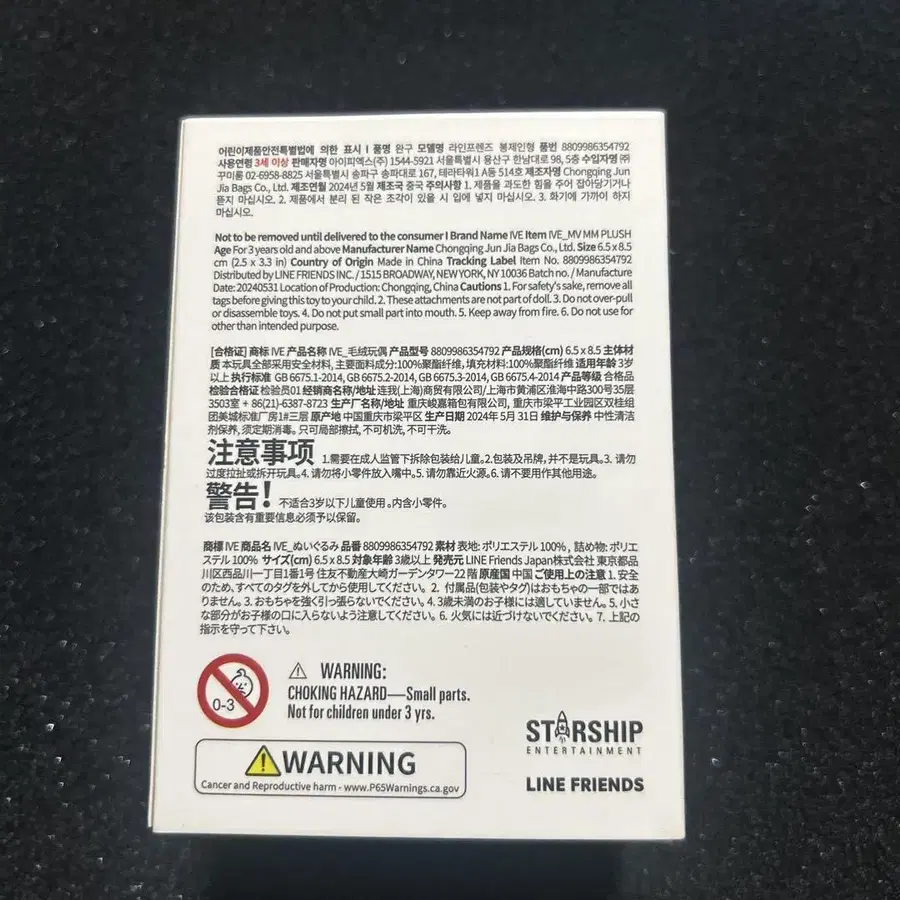 어린이제품안전특별법에 의한 표시 I 품명 완구 모델명 라인프렌즈 봉제인형 품번 8809986354792
사용연령 3세 이상 판매자명 아이피엑스(주) 1544-5921 서울특별시 용산구 한남대로 98, 5층 수입자명 ㈜
꾸미롬 02-6958-8825 서울특별시 송파구 송파대로 167, 테라타워1 A동 514호 제조자명 Chongqing Jun
Jia Bags Co., Ltd. 제조연월 2024년 5월 제조국 중국 주의사항 1. 제품을 과도한 힘을 주어 잡아당기거나
뜯지 마십시오. 2. 제품에서 분리 된 작은 조각이 있을 시 입에 넣지 마십시오. 3. 화기에 가까이 하지
마십시오.
Not to be removed until delivered to the consumer I Brand Name IVE Item IVE_MV MM PLUSH
Age For 3 years old and above Manufacturer Name Chongqing Jun Jia Bags Co., Ltd. Size 6.5 x 8.5
cm (2.5 x 3.3 in) Country of Origin Made in China Tracking Label Item No. 8809986354792
Distributed by LINE FRIENDS INC. / 1515 BROADWAY, NEW YORK, NY 10036 Batch no. / Manufacture
Date: 20240531 Location of Production: Chongqing, China Cautions 1. For safety's sake, remove all
tags before giving this toy to your child. 2. These attachments are not part of doll. 3. Do not over-pull
or disassemble toys. 4. Do not put small part into mouth. 5. Keep away from fire. 6. Do not use for
other than intended purpose.
[合格证] 商标 IVE 产品名称 IVE_毛绒玩偶 产品型号 8809986354792 产品规格(cm) 6.5 x 8.5 主体材
质 本玩具全部采用安全材料, 主要面料成分:100%聚酯纤维, 填充材料:100%聚酯纤维 适用年龄 3岁
以上 执行标准 GB 6675.1-2014, GB 6675.2-2014, GB 6675.3-2014, GB 6675.4-2014 产品等级 合格品
检验合格证 检验员01 经销商名称/地址 连我(上海)商贸有限公司/上海市黄浦区淮海中路300号35层
3503室 + 86(21)-6387-8723 生产厂名称/地址 重庆峻嘉箱包有限公司, 重庆市梁平工业园区双桂组
团美城标准厂房1#三层 原产地 中国重庆市梁平区 生产日期 2024年 5月 31日 维护与保养 中性清洁
剂保养, 须定期消毒。只可局部擦拭, 不可机洗, 不可干洗。
注意事项 1.需要在成人监管下拆除包装给儿童。2.包装及吊牌, 并不是玩具。3. 请勿
过度拉扯或拆开玩具。4. 请勿将小零件放入嘴中。5. 请勿靠近火源。6. 请不要用作其他用途。
警告! 不适合3岁以下儿童使用。内含小零件。
该包装含有重要信息必须予以保留。
商標 IVE 商品名 IVE_ぬいぐるみ 品番 8809986354792 素材 表地: ポリエステル 100% , 詰め物: ポリエ
ステル 100% サイズ(cm) 6.5 x 8.5 対象年齢 3歳以上 発売元 LINE Friends Japan株式会社 東京都品
川区西品川一丁目1番1号 住友不動産大崎ガーデンタワー22 階 原産国 中国 ご使用上の注意 1. 安全
のため、すべてのタグを外してから使用してください。 2. 付属品(包装やタグ)はおもちゃの一部ではあ
りません。3. おもちゃを強く引っ張らないでください。4. 3歳未満のお子様には適していません。5. 小さ
な部分がお子様の口に入らないよう注意してください。 6. 火気には近づけないでください。7. 上記の
指示を守って下さい。
0-3
WARNING:
CHOKING HAZARD—Small parts.
Not for children under 3 yrs.
WARNING
Cancer and Reproductive harm - www.P65Warnings.ca.gov
STARSHIP
ENTERTAINMENT
LINE FRIENDS